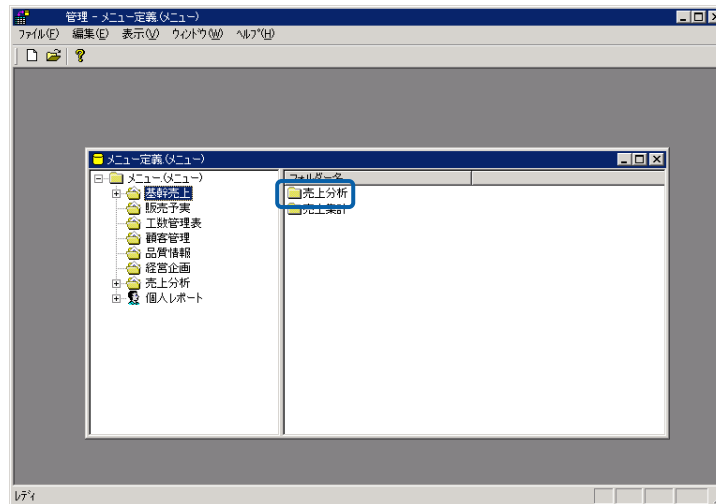 管理 - メニュー定義(メニュー)
ファイル(F) 編集(E) 表示(V) ウィンドウ(W) ヘルプ(H)
メニュー定義.(メニュー)
メニュー.(メニュー)
基幹売上
販売予実
工数管理表
顧客管理
品質情報
経営企画
売上分析
個人レポート
フォルダー名
売上分析
売上集計
レディ